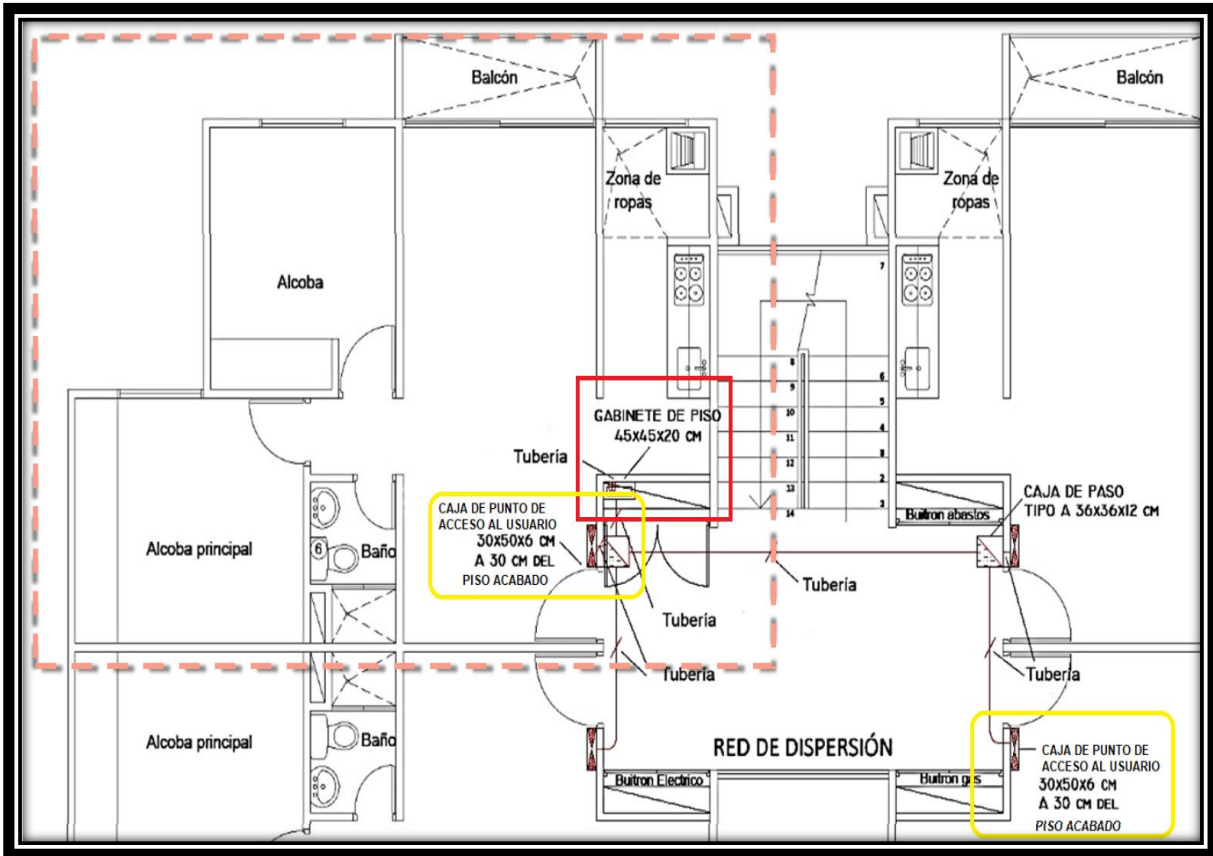 Balcón
Balcón
Zona de
ropas
Zona de
ropas
Alcoba
7
8
9
10
11
12
13
14
6
5
4
3
2
3
GABINETE DE PISO
45X45X20 CM
Tubería
CAJA DE PUNTO DE
ACCESO AL USUARIO
30X50X6 CM
A 30 CM DEL
PISO ACABADO
CAJA DE PASO
TIPO A 36X36X12 CM
Buitron abastos
Alcoba principal
6
Baño
Tubería
Tubería
Tubería
Tubería
Alcoba principal
Baño
RED DE DISPERSIÓN
Buitron Electrico
Buitron gas
CAJA DE PUNTO DE
ACCESO AL USUARIO
30X50X6 CM
A 30 CM DEL
PISO ACABADO